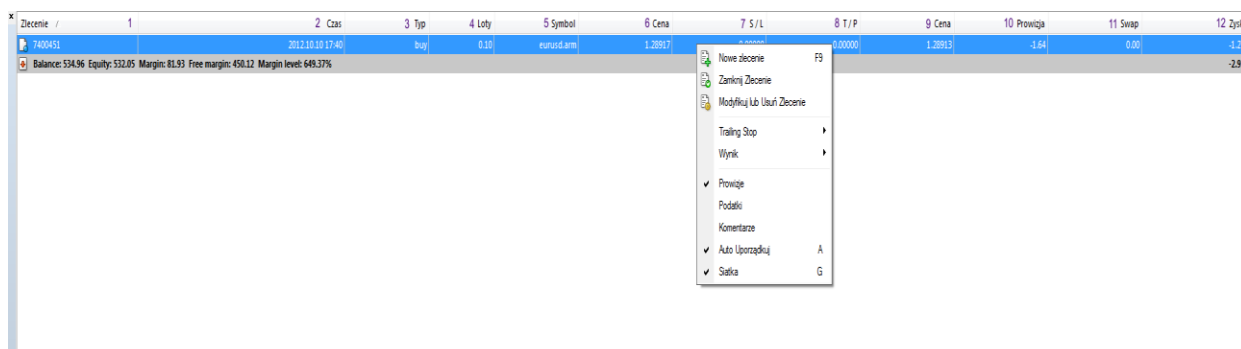 x Zlecenie / 1 2 Czas 3 Typ 4 Loty 5 Symbol 6 Cena 7 S / L 8 T / P 9 Cena 10 Prowizja 11 Swap 12 Zysk
7400451 2012.10.10 17:40 buy 0.10 eurusd.arm 1.28917 0.00000 0.00000 1.28913 -1.64 0.00 -1.2
Balance: 534.96 Equity: 532.05 Margin: 81.93 Free margin: 450.12 Margin level: 649.37% -2.9
Nowe zlecenie F9
Zamknij Zlecenie
Modyfikuj lub Usuń Zlecenie
Trailing Stop
Wynik
Prowizje
Podatki
Komentarze
Auto Uporządkuj A
Siatka G